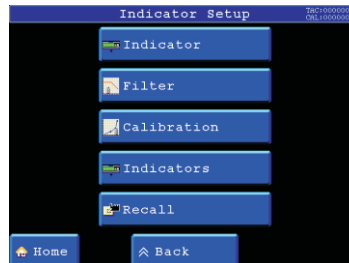 Indicator Setup
TAC:000000
CAL:000000
Indicator
Filter
Calibration
Indicators
Recall
Home
Back